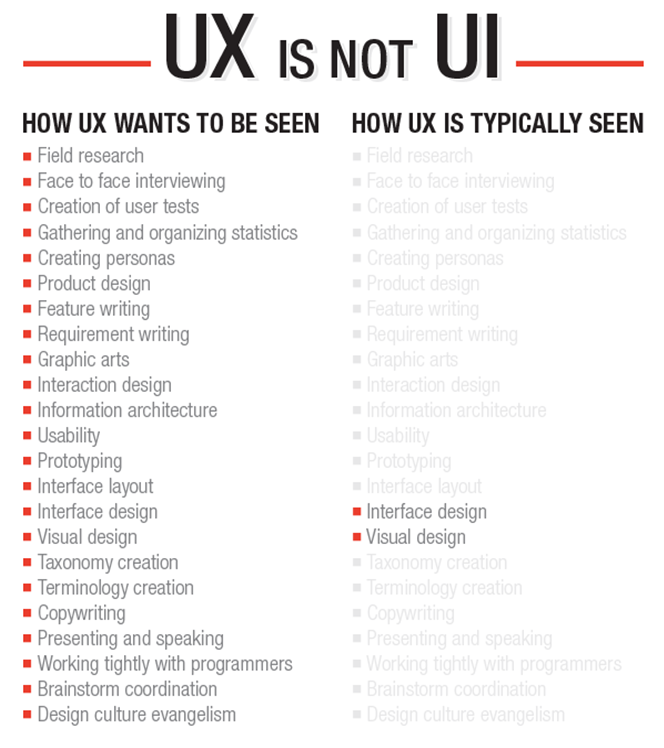 UX IS NOT UI
HOW UX WANTS TO BE SEEN
Field research
Face to face interviewing
Creation of user tests
Gathering and organizing statistics
Creating personas
Product design
Feature writing
Requirement writing
Graphic arts
Interaction design
Information architecture
Usability
Prototyping
Interface layout
Interface design
Visual design
Taxonomy creation
Terminology creation
Copywriting
Presenting and speaking
Working tightly with programmers
Brainstorm coordination
Design culture evangelism
HOW UX IS TYPICALLY SEEN
Field research
Face to face interviewing
Creation of user tests
Gathering and organizing statistics
Creating personas
Product design
Feature writing
Requirement writing
Graphic arts
Interaction design
Information architecture
Usability
Prototyping
Interface layout
Interface design
Visual design
Taxonomy creation
Terminology creation
Copywriting
Presenting and speaking
Working tightly with programmers
Brainstorm coordination
Design culture evangelism